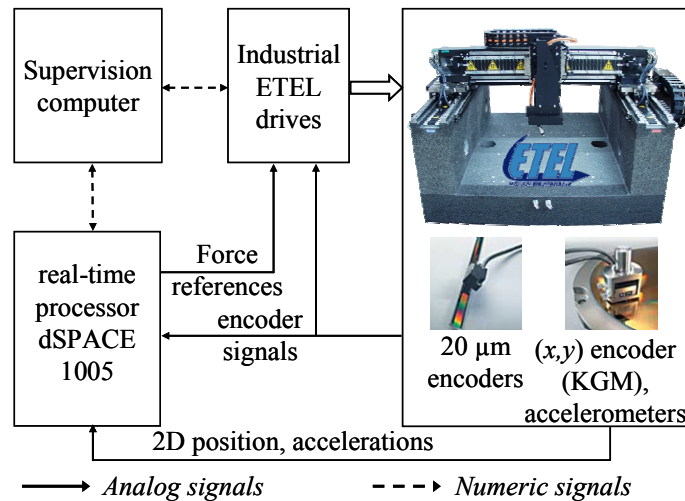 Supervision
computer
Industrial
ETEL
drives
ETEL
real-time
processor
dSPACE
1005
Force
references
encoder
signals
20 µm
encoders
(x,y) encoder
(KGM),
accelerometers
2D position, accelerations
Analog signals
Numeric signals